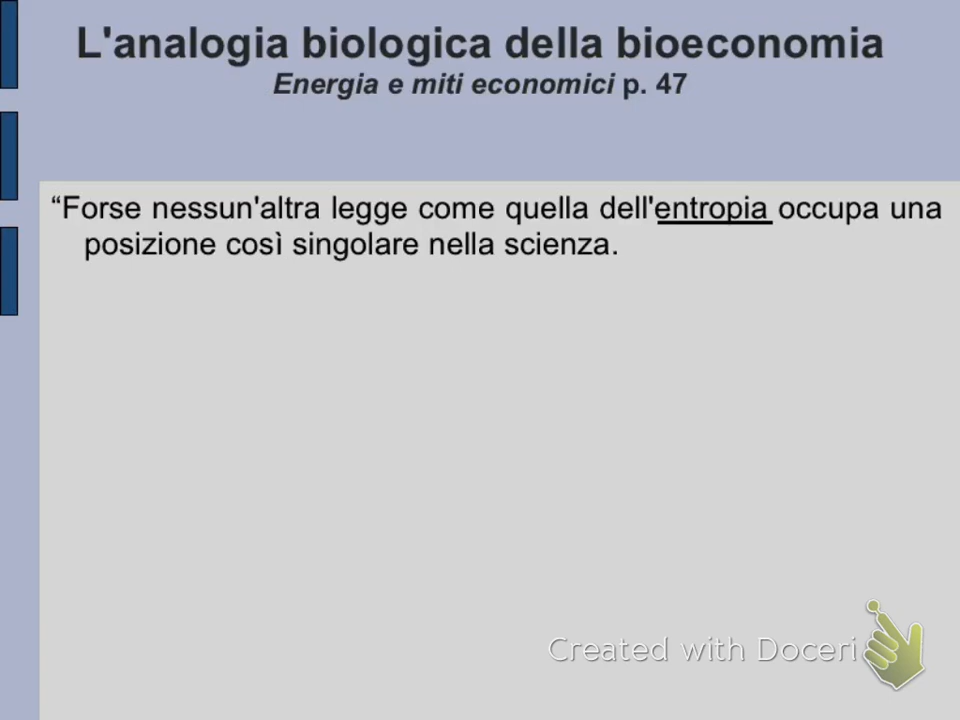 L'analogia biologica della bioeconomia
Energia e miti economici p. 47
“Forse nessun'altra legge come quella dell'entropia occupa una
posizione così singolare nella scienza.
Created with Doceri